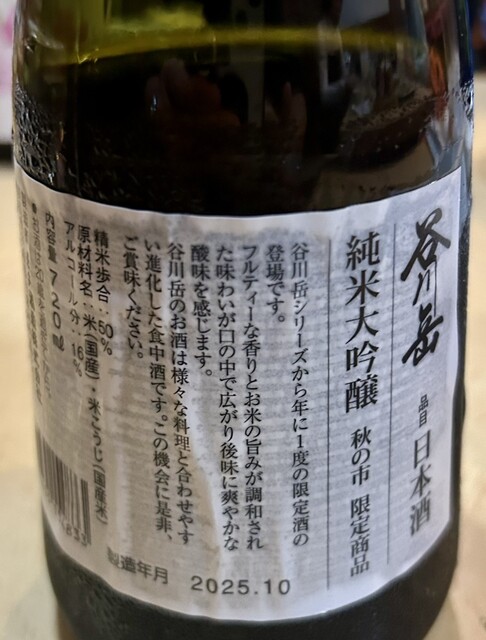 谷川岳
品目 日本酒
純米大吟醸 秋の市 限定商品
谷川岳シリーズから年に1度の限定酒の
登場です。
フルティーな香りとお米の旨みが調和され
た味わいが口の中で広がり後味に爽やかな
酸味を感じます。
谷川岳のお酒は様々な料理と合わせやす
い進化した食中酒です。この機会に是非、
ご賞味ください。
精米歩合:50%
原材料名:米(国産)・米こうじ(国産米)
アルコール分:16%
内容量720ml
製造年月 2025.10